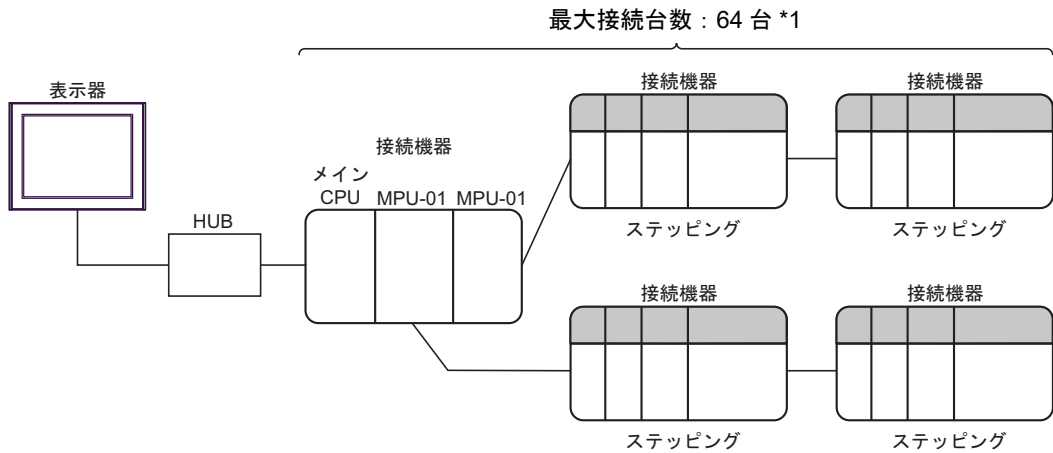 最大接続台数：64 台 *1
表示器
接続機器
接続機器
接続機器
メイン
CPU MPU-01 MPU-01
HUB
ステッピング
ステッピング
接続機器
接続機器
ステッピング
ステッピング